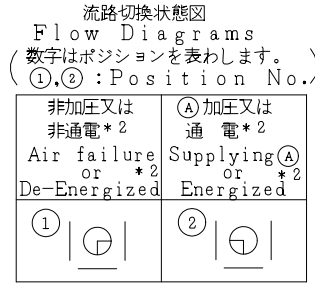 流路切換状態図
Flow Diagrams
(数字はポジションを表わします。
①,② :Position No.)
非加圧又は
非通電*2
Air failure
or *2
De-Energized
Ⓐ加圧又は
通 電*2
SupplyingⒶ
or *2
Energized
①
②